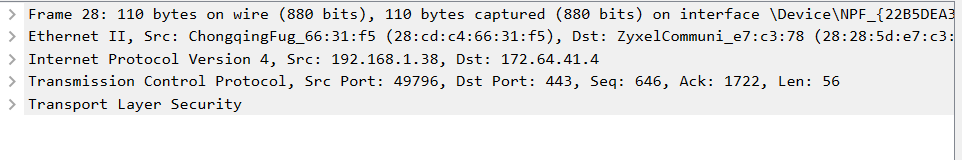 Frame 28: 110 bytes on wire (880 bits), 110 bytes captured (880 bits) on interface \Device\NPF_{22B5DEA3
Ethernet II, Src: ChongqingFug_66:31:f5 (28:cd:c4:66:31:f5), Dst: ZyxelCommuni_e7:c3:78 (28:28:5d:e7:c3:
Internet Protocol Version 4, Src: 192.168.1.38, Dst: 172.64.41.4
Transmission Control Protocol, Src Port: 49796, Dst Port: 443, Seq: 646, Ack: 1722, Len: 56
Transport Layer Security